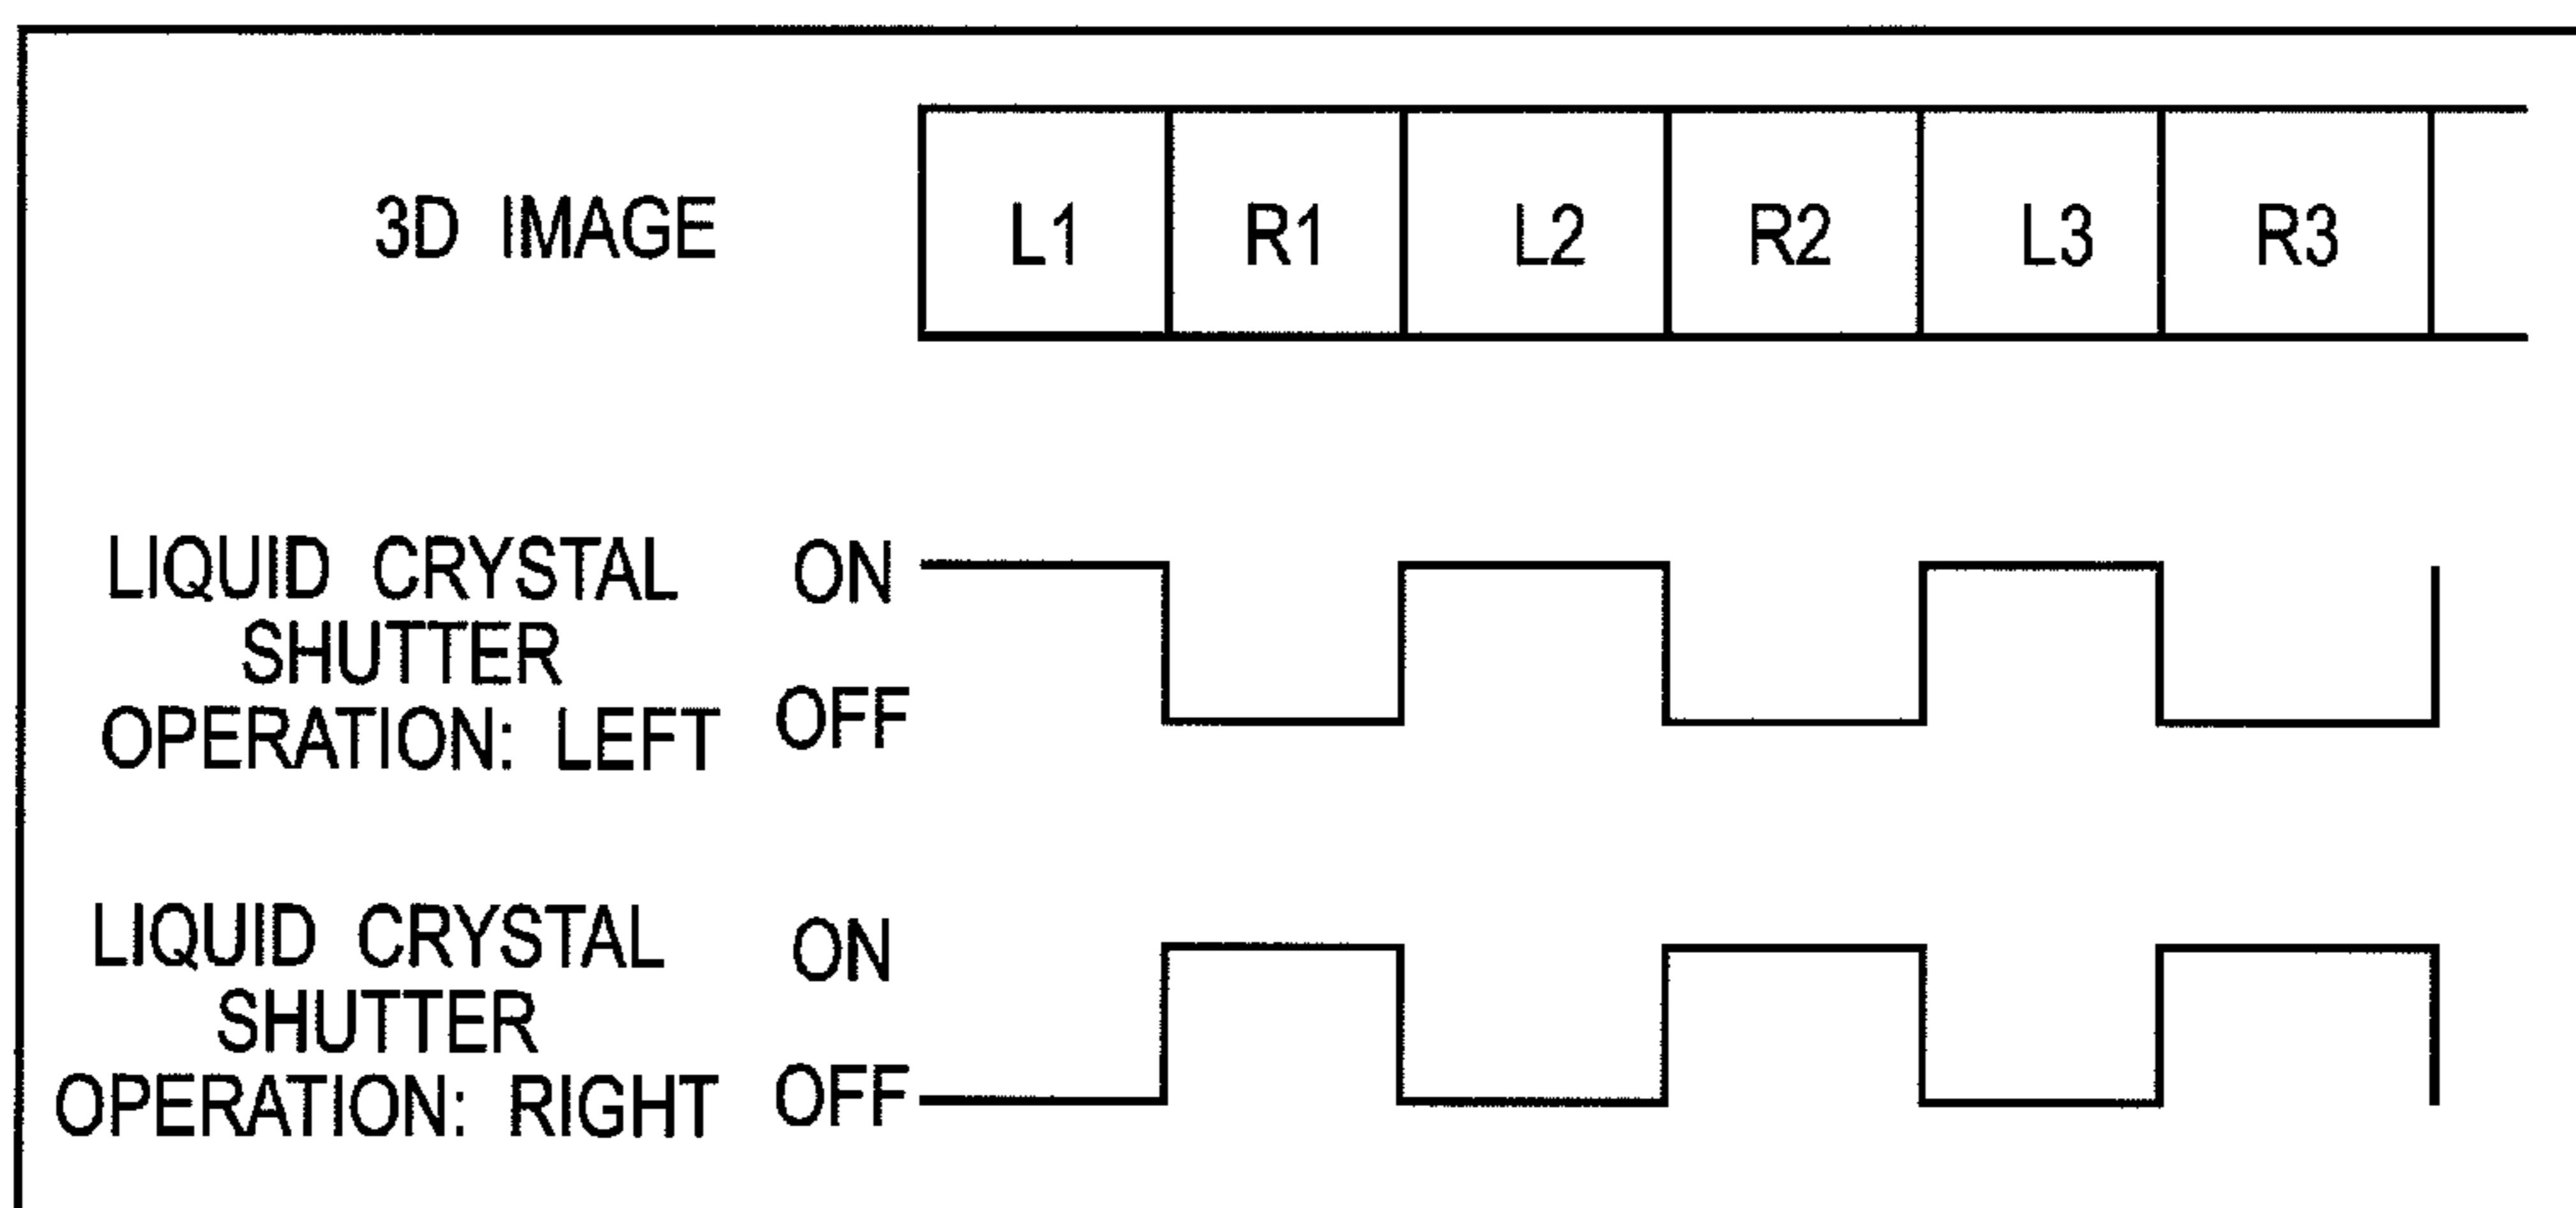 3D IMAGE L1 R1 L2 R2 L3 R3
LIQUID CRYSTAL ON
SHUTTER
OPERATION: LEFT OFF
LIQUID CRYSTAL ON
SHUTTER
OPERATION: RIGHT OFF